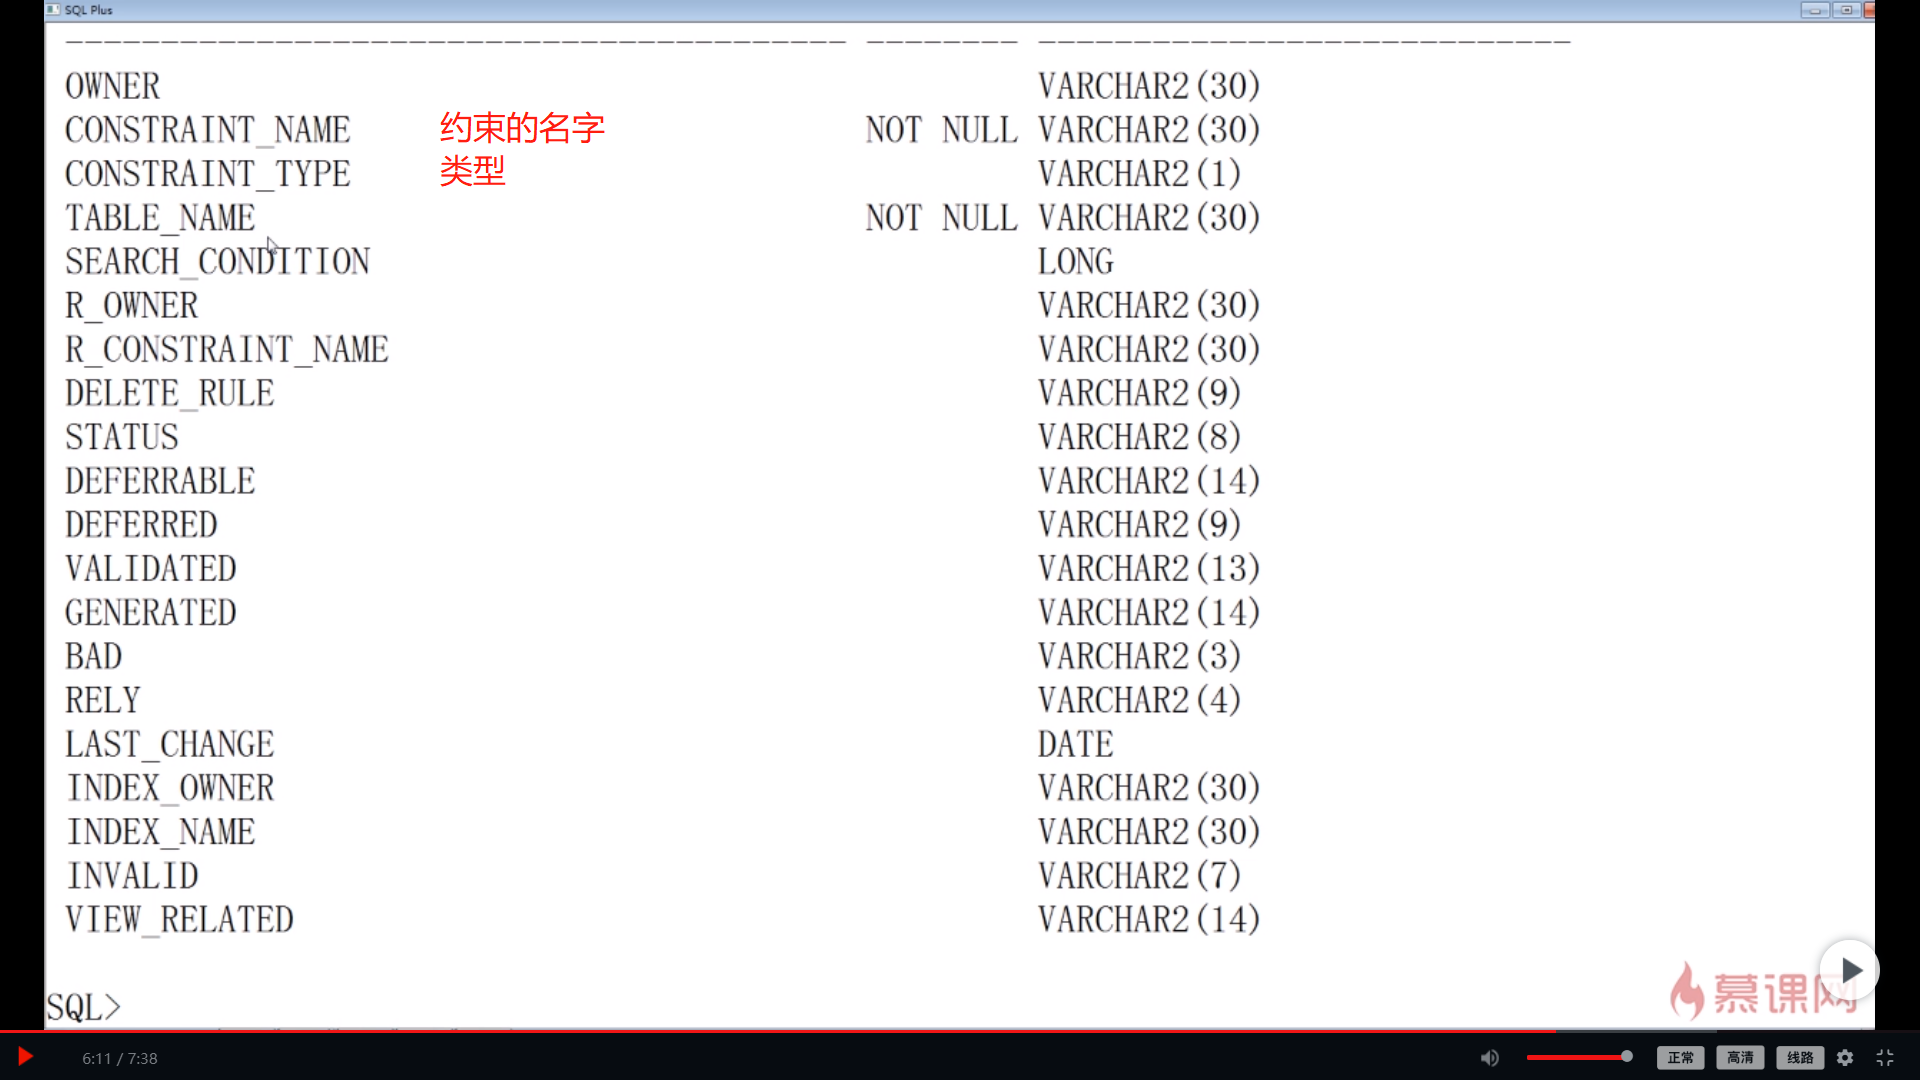 SQL Plus
---------------------------------------- -------- ----------------------------
OWNER VARCHAR2(30)
CONSTRAINT_NAME 约束的名字 NOT NULL VARCHAR2(30)
CONSTRAINT_TYPE 类型 VARCHAR2(1)
TABLE_NAME NOT NULL VARCHAR2(30)
SEARCH_CONDITION LONG
R_OWNER VARCHAR2(30)
R_CONSTRAINT_NAME VARCHAR2(30)
DELETE_RULE VARCHAR2(9)
STATUS VARCHAR2(8)
DEFERRABLE VARCHAR2(14)
DEFERRED VARCHAR2(9)
VALIDATED VARCHAR2(13)
GENERATED VARCHAR2(14)
BAD VARCHAR2(3)
RELY VARCHAR2(4)
LAST_CHANGE DATE
INDEX_OWNER VARCHAR2(30)
INDEX_NAME VARCHAR2(30)
INVALID VARCHAR2(7)
VIEW_RELATED VARCHAR2(14)
慕课网
SQL>
6:11 / 7:38 正常 高清 线路